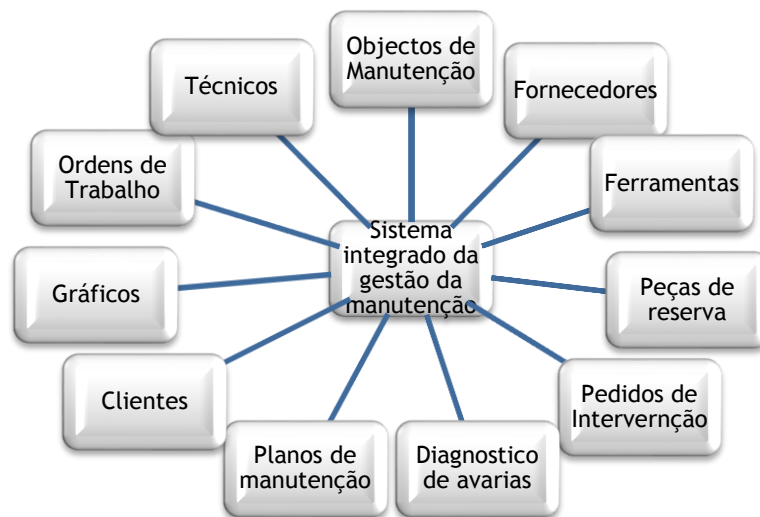 Objectos de
Manutenção
Fornecedores
Ferramentas
Peças de
reserva
Pedidos de
Intervernção
Diagnostico
de avarias
Planos de
manutenção
Clientes
Gráficos
Ordens de
Trabalho
Técnicos
Sistema
integrado da
gestão da
manutenção